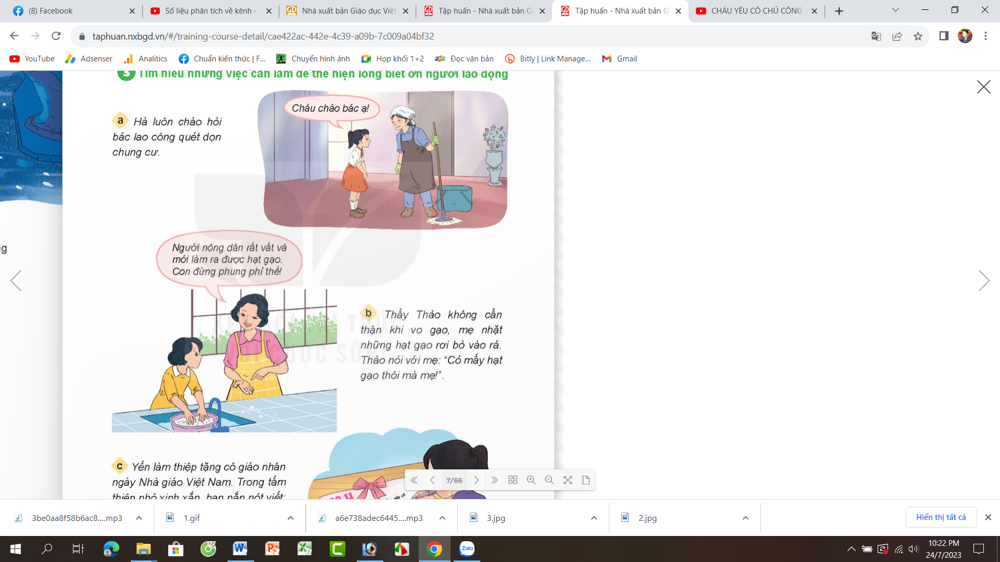 (8) Facebook
Số liệu phân tích về kênh -
Nhà xuất bản Giáo dục Việt
Tập huấn - Nhà xuất bản Gi
Tập huấn - Nhà xuất bản G
CHÁU YÊU CÔ CHÚ CÔNG
taphuan.nxbgd.vn/#/training-course-detail/cae422ac-442e-4c39-a09b-7c009a04bf32
YouTube
Adsenser
Analitics
Chuẩn kiến thức | F...
Chuyển hình ảnh
Họp khối 1+2
Đọc văn bản
Bitly | Link Manage...
Gmail
3 Tìm hiểu những việc cần làm để thể hiện lòng biết ơn người lao động
Cháu chào bác ạ!
a Hà luôn chào hỏi
bác lao công quét dọn
chung cư.
Người nông dân rất vất vả
mới làm ra được hạt gạo.
Con đừng phung phí thế!
b Thấy Thảo không cẩn
thận khi vo gạo, mẹ nhặt
những hạt gạo rơi bỏ vào rá.
Thảo nói với mẹ: “Có mấy hạt
gạo thôi mà mẹ!”.
c Yến làm thiệp tặng cô giáo nhân
ngày Nhà giáo Việt Nam. Trong tấm
thiệp nhỏ xinh xắn, bạn nắn nót viết:
7/66
3be0aa8f58b6ac8....mp3
1.gif
a6e738adec6445....mp3
3.jpg
2.jpg
Hiển thị tất cả
Zalo
10:22 PM
24/7/2023